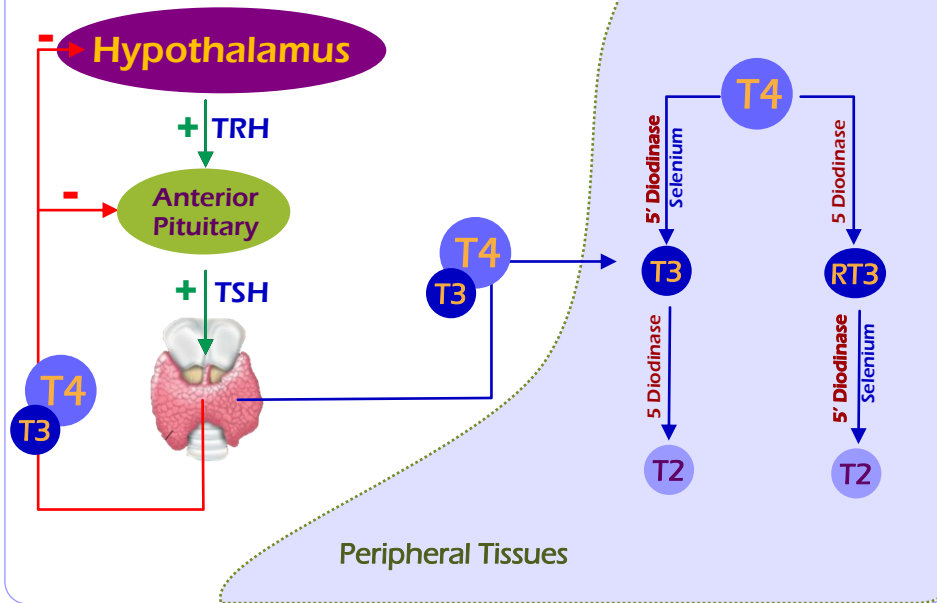 -
Hypothalamus
+ TRH
-
Anterior
Pituitary
+ TSH
T4
T3
T4
T3
T4
5' Diodinase
Selenium
5 Diodinase
T3
RT3
5 Diodinase
5' Diodinase
Selenium
T2
T2
Peripheral Tissues